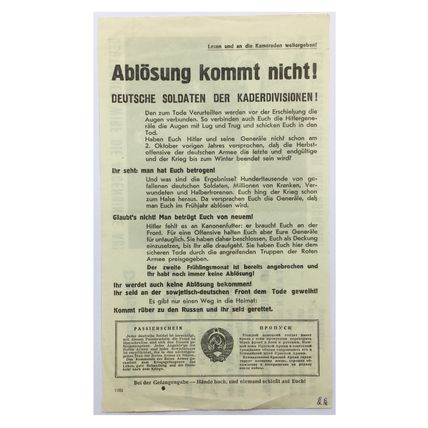 Lesen und an die Kameraden weitergeben!
Ablösung kommt nicht!
DEUTSCHE SOLDATEN DER KADERDIVISIONEN!
Den zum Tode Verurteilten werden vor der Erschießung die
Augen verbunden. So verbinden auch Euch die Hitlergene-
räle die Augen mit Lug und Trug und schicken Euch in den
Tod.
Haben Euch Hitler und seine Generäle nicht schon am
2. Oktober vorigen Jahres versprochen, daß die Herbst-
offensive der deutschen Armee die letzte und endgültige
und der Krieg bis zum Winter beendet sein wird?
Ihr seht: man hat Euch betrogen!
Und was sind die Ergebnisse? Hunderttausende von ge-
fallenen deutschen Soldaten, Millionen von Kranken, Ver-
wundeten und Halberfrorenen. Euch hing der Krieg schon
zum Halse heraus. Da versprach Euch die Obrigkeit, daß
man Euch im Frühjahr ablösen wird.
Glaubt's nicht! Man betrügt Euch von neuem!
Hitler fehlt es an Kanonenfutter: er braucht Euch an der
Front. Für eine Offensive halten Euch aber Eure Generäle
für untauglich. Sie haben daher beschlossen, Euch als Deckung
einzusetzen, bis Ihr alle draufgeht. Sie haben Euch hier dem
sicheren Tode durch die angreifenden Truppen der Roten
Armee preisgegeben.
Der zweite Frühlingsmonat ist bereits angebrochen und
Ihr habt noch immer keine Ablösung!
Ihr werdet auch keine Ablösung bekommen!
Ihr seid an der sowjetisch-deutschen Front dem Tode geweiht!
Es gibt nur einen Weg in die Heimat:
Kommt rüber zu den Russen und Ihr seid gerettet.
PASSIERSCHEIN
ПРОПУСК
Bei der Gefangengabe — Hände hoch, und niemand schießt auf Euch!